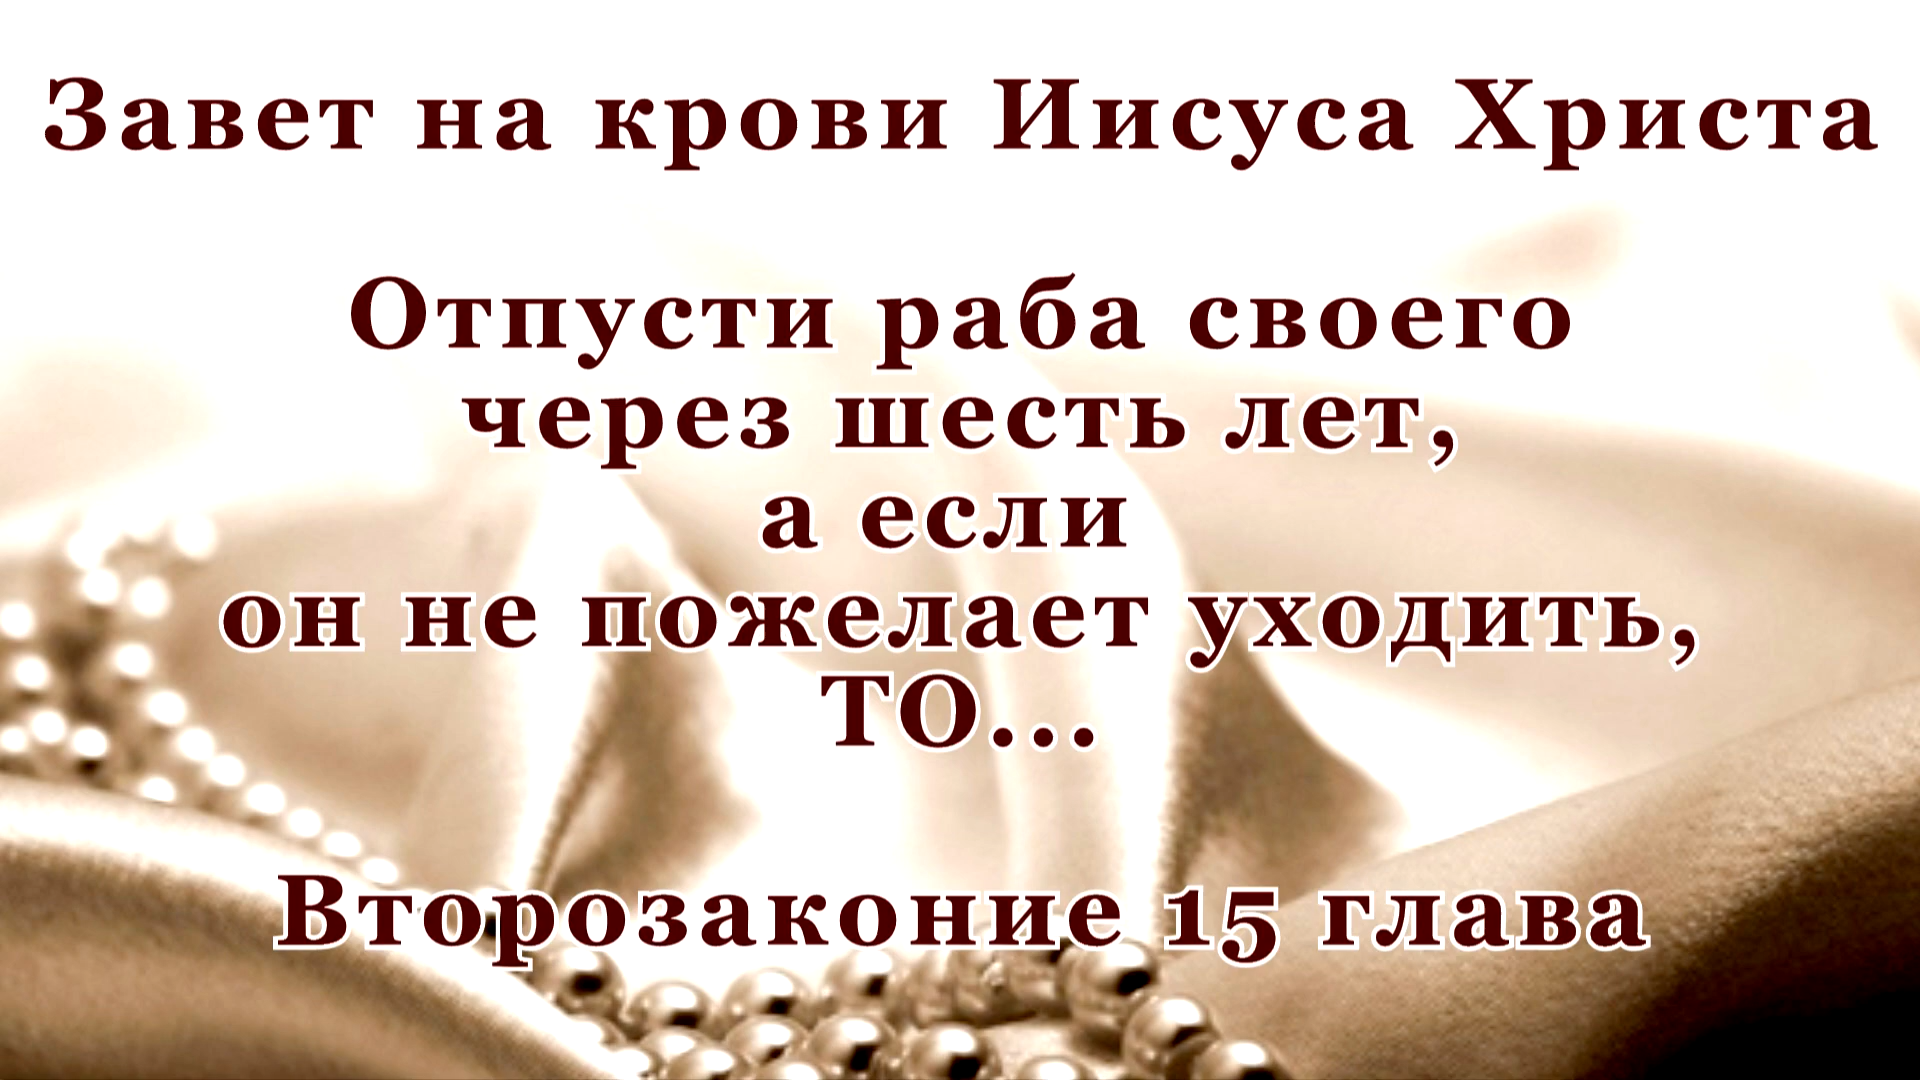 Завет на крови Иисуса Христа
Отпусти раба своего
через шесть лет,
а если
он не пожелает уходить,
ТО...
Второзаконие 15 глава